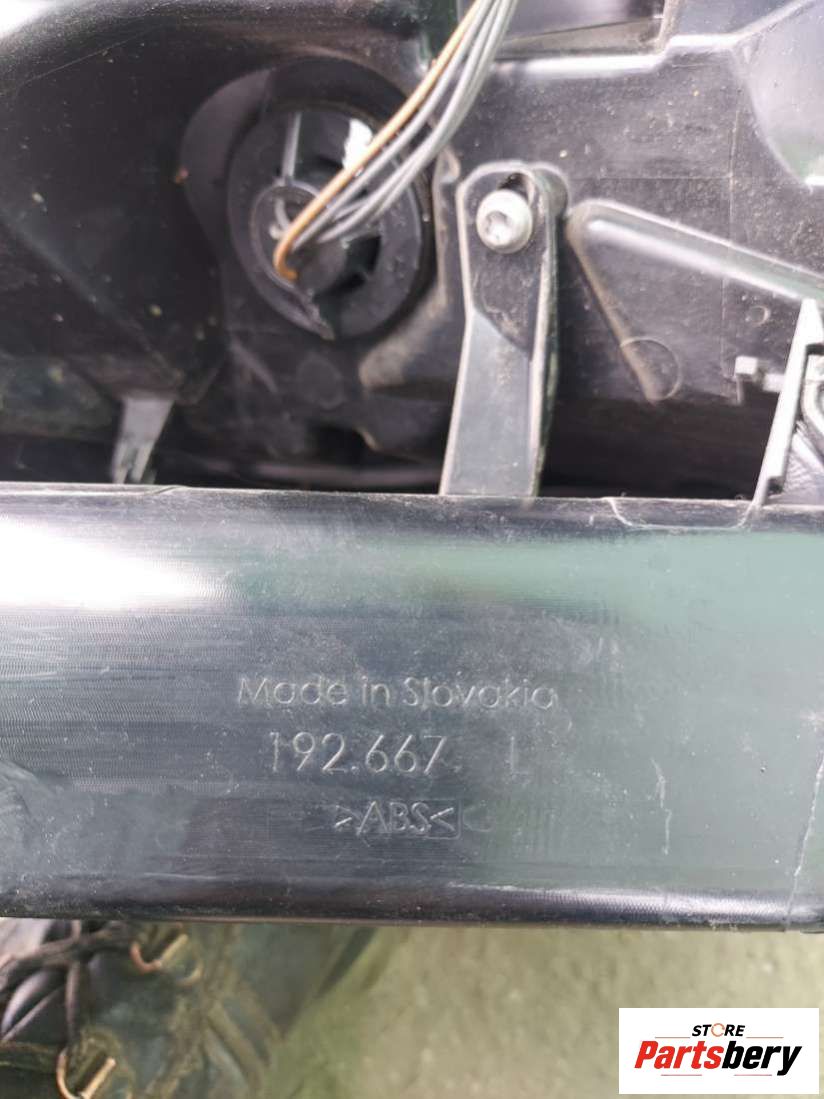 Made in Slovakia
192.667 L
>ABS<
STORE
Partsbery